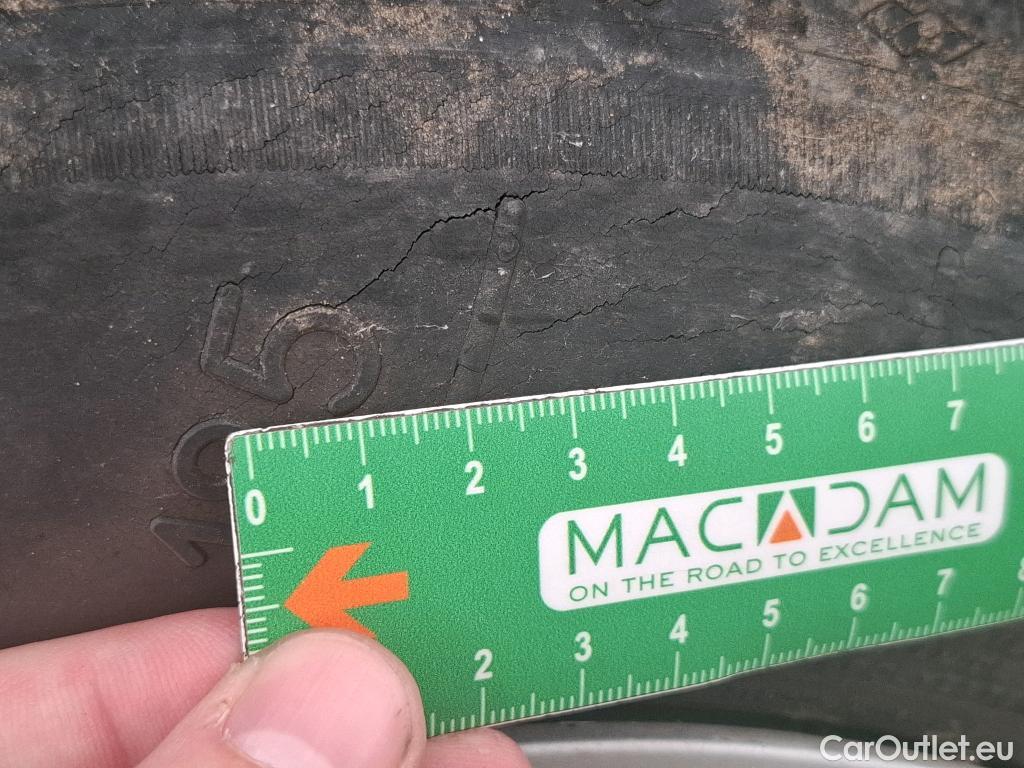 195/
0 1 2 3 4 5 6 7
MACADAM
ON THE ROAD TO EXCELLENCE
2 3 4 5 6 7 8
CarOutlet.eu